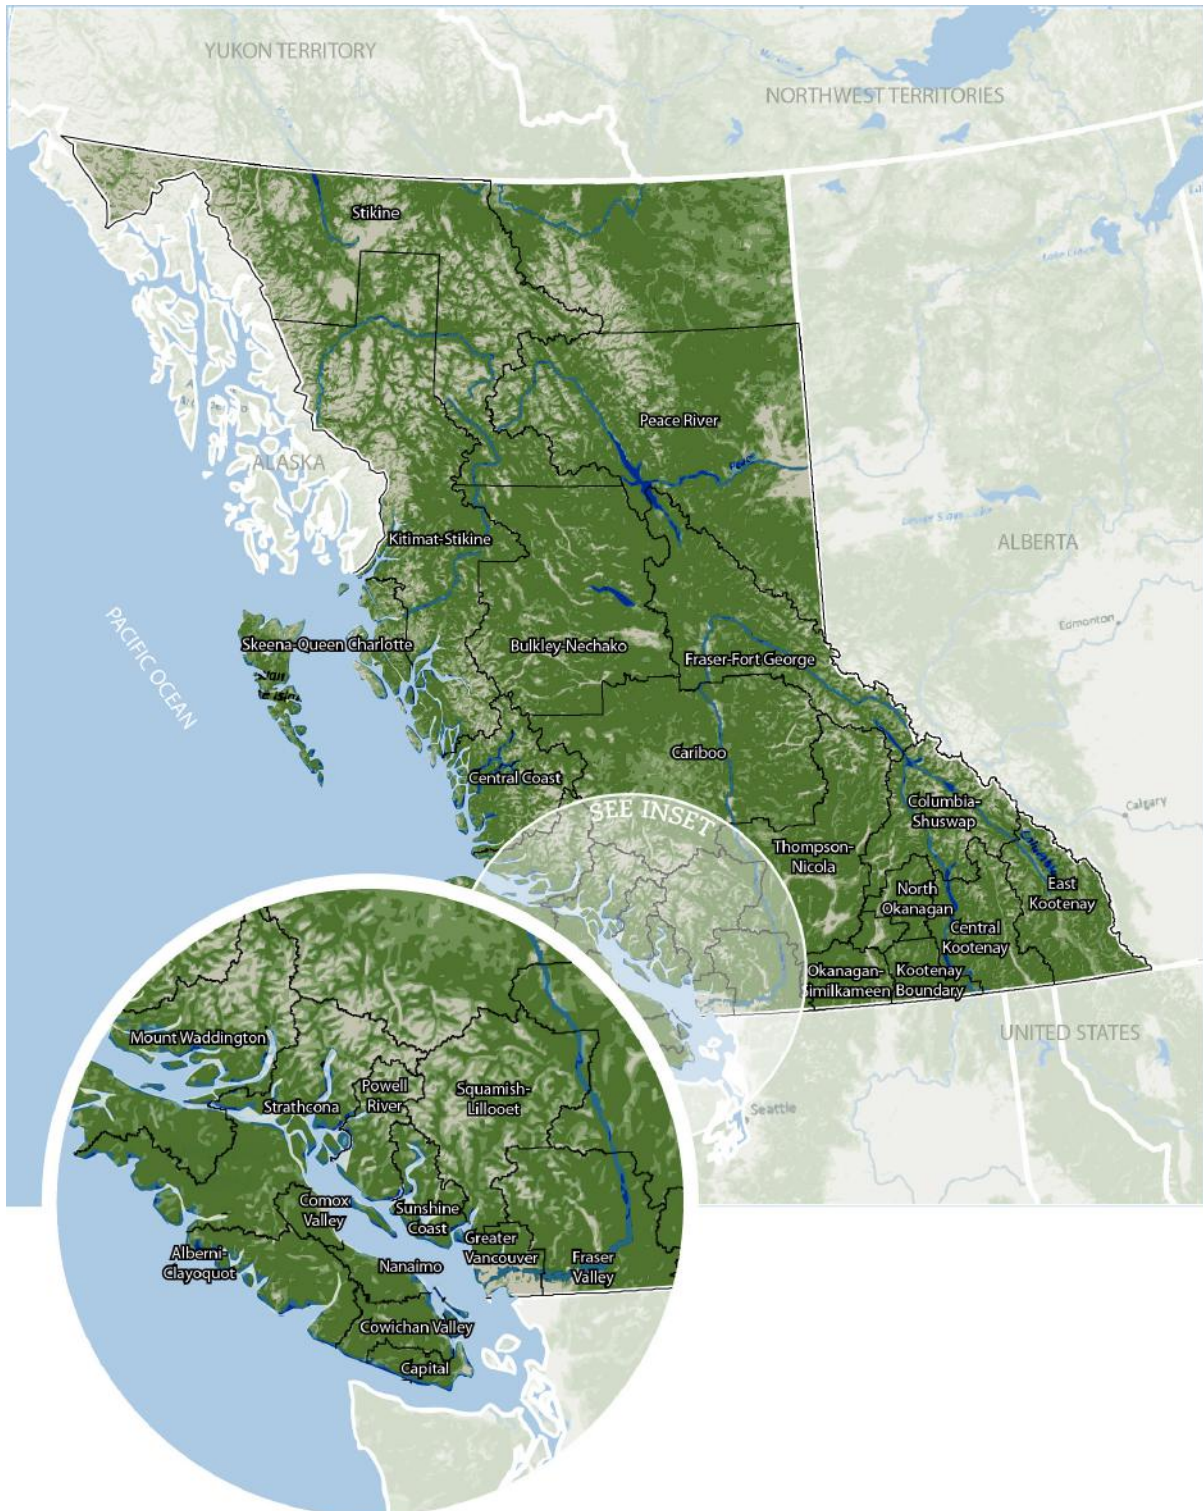 YUKON TERRITORY
NORTHWEST TERRITORIES
Stikine
Peace River
Peace
ALASKA
Kitimat-Stikine
ALBERTA
PACIFIC OCEAN
Edmonton
Skeena-Queen Charlotte
Bulkley-Nechako
Fraser-Fort George
Cariboo
Central Coast
SEE INSET
Columbia-
Shuswap
Calgary
Columbia
Thompson-
Nicola
North
Okanagan
East
Kootenay
Central
Kootenay
Okanagan-
Similkameen
Kootenay
Boundary
UNITED STATES
Seattle
Mount Waddington
Strathcona
Powell
River
Squamish-
Lillooet
Comox
Valley
Sunshine
Coast
Alberni-
Clayoquot
Nanaimo
Greater
Vancouver
Fraser
Valley
Cowichan Valley
Capital